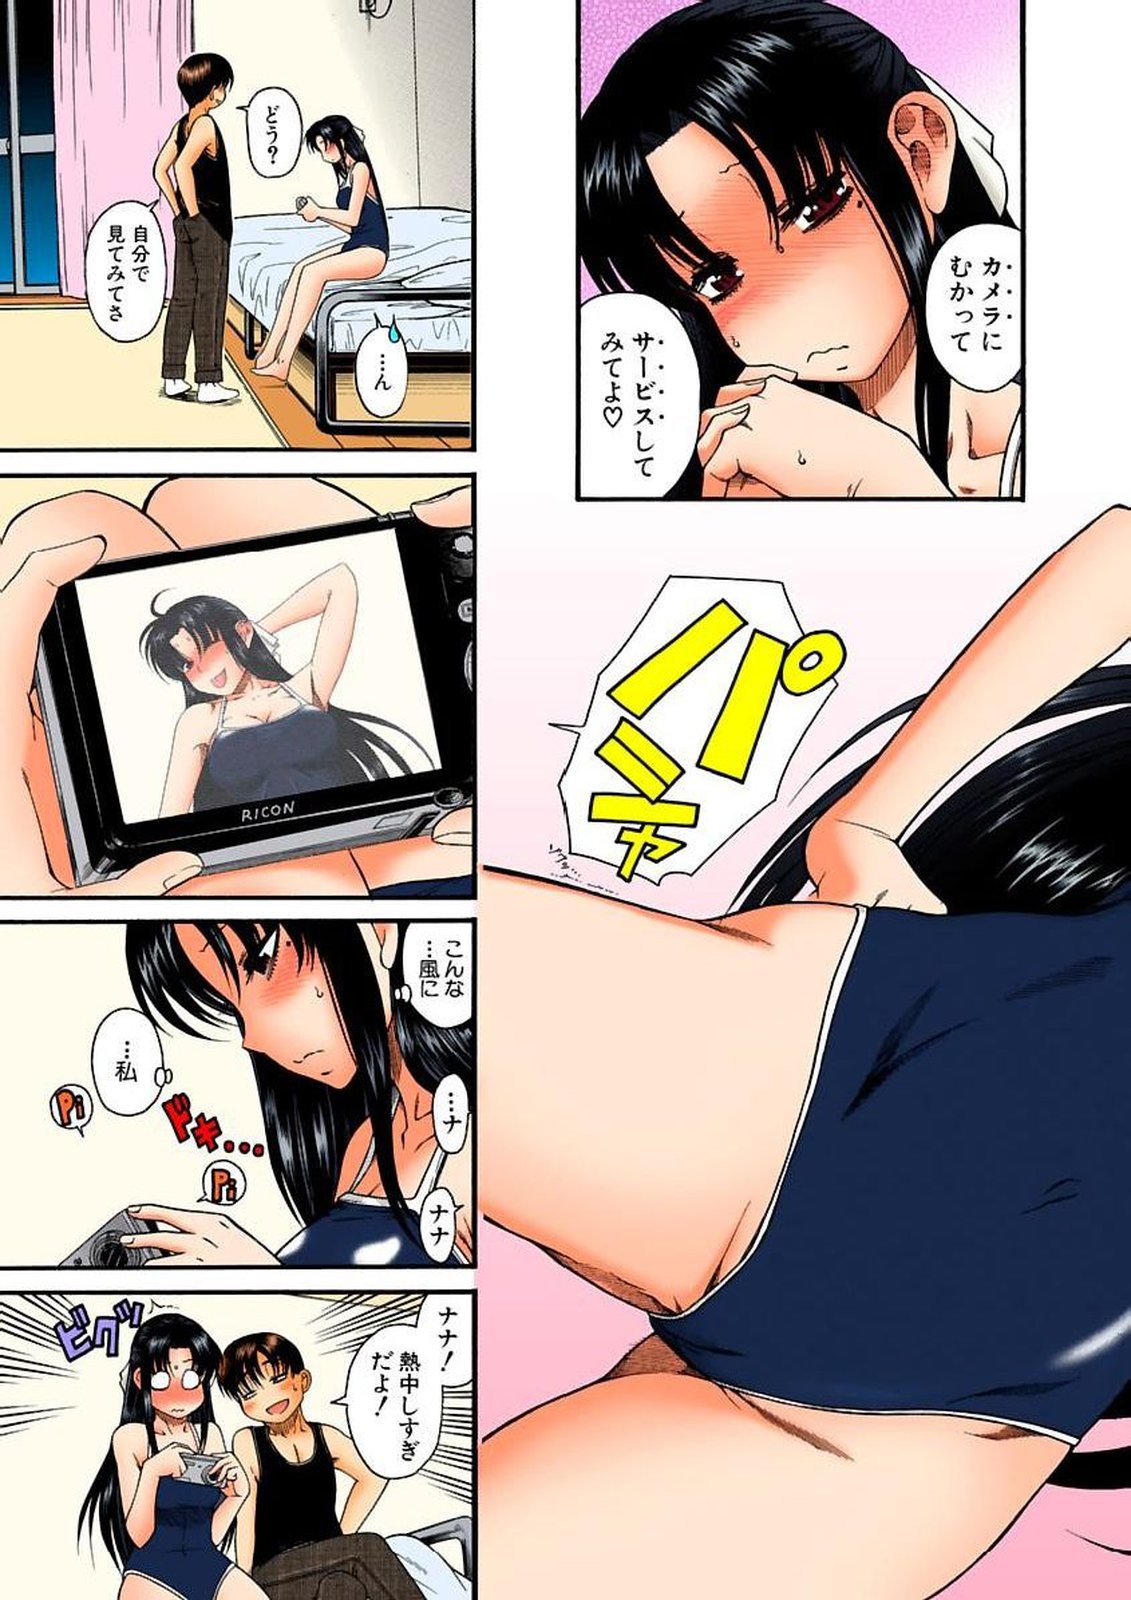 カメラに
むかって
サービスして
みてよ♡
パシャ
ゾクッ…
どう?
自分で
見てみてさ
…ん
RICON
こんな
…風に
…私
Pi
ドキ…
Pi
…ナ
ナナ
ナナ!
熱中しすぎ
だよ!
ビクッ